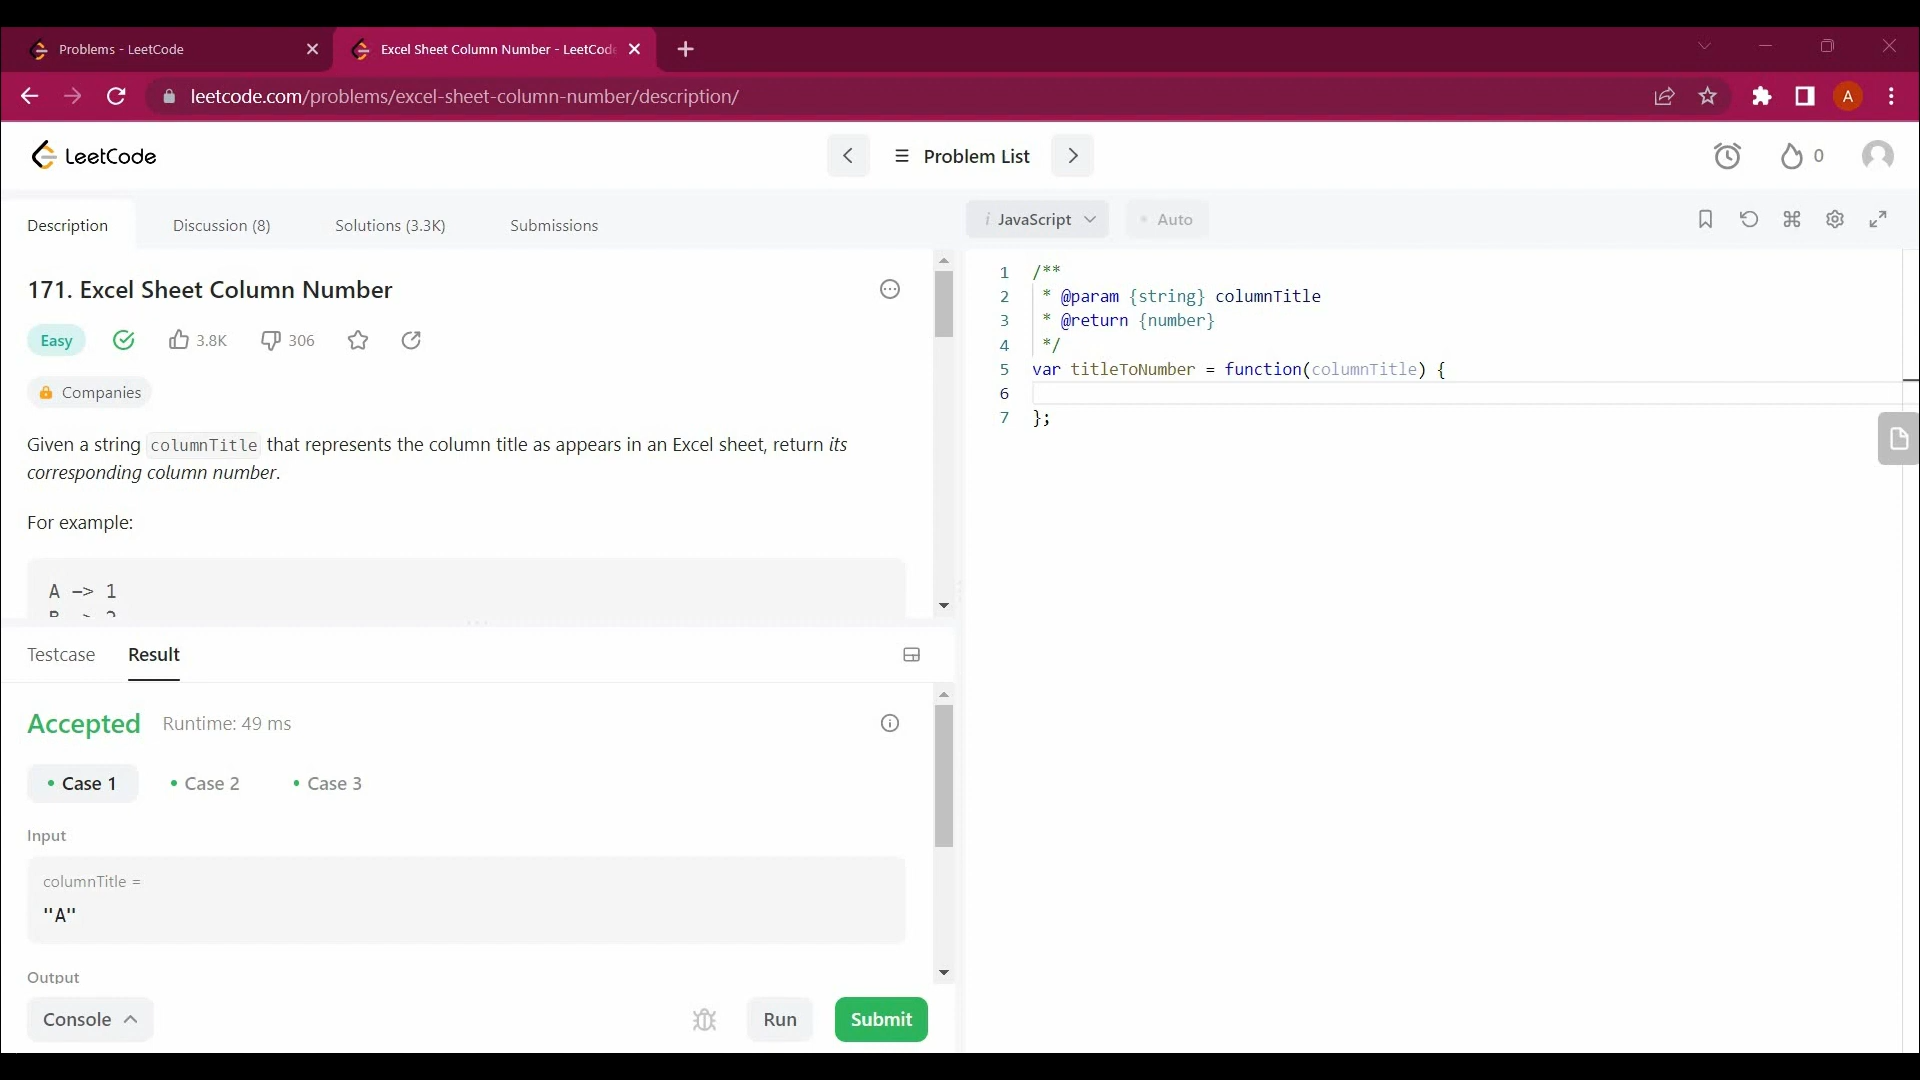 Problems - LeetCode
Excel Sheet Column Number - LeetCode
leetcode.com/problems/excel-sheet-column-number/description/
A
LeetCode
Problem List
0
Description
Discussion (8)
Solutions (3.3K)
Submissions
i JavaScript
• Auto
171. Excel Sheet Column Number
Easy
3.8K
306
Companies
Given a string columnTitle that represents the column title as appears in an Excel sheet, return its
corresponding column number.
For example:
A -> 1
B -> 2
Testcase
Result
Accepted
Runtime: 49 ms
• Case 1
• Case 2
• Case 3
Input
columnTitle =
"A"
Output
Console
Run
Submit
1 /**
2  * @param {string} columnTitle
3  * @return {number}
4  */
5 var titleToNumber = function(columnTitle) {
6
7 };